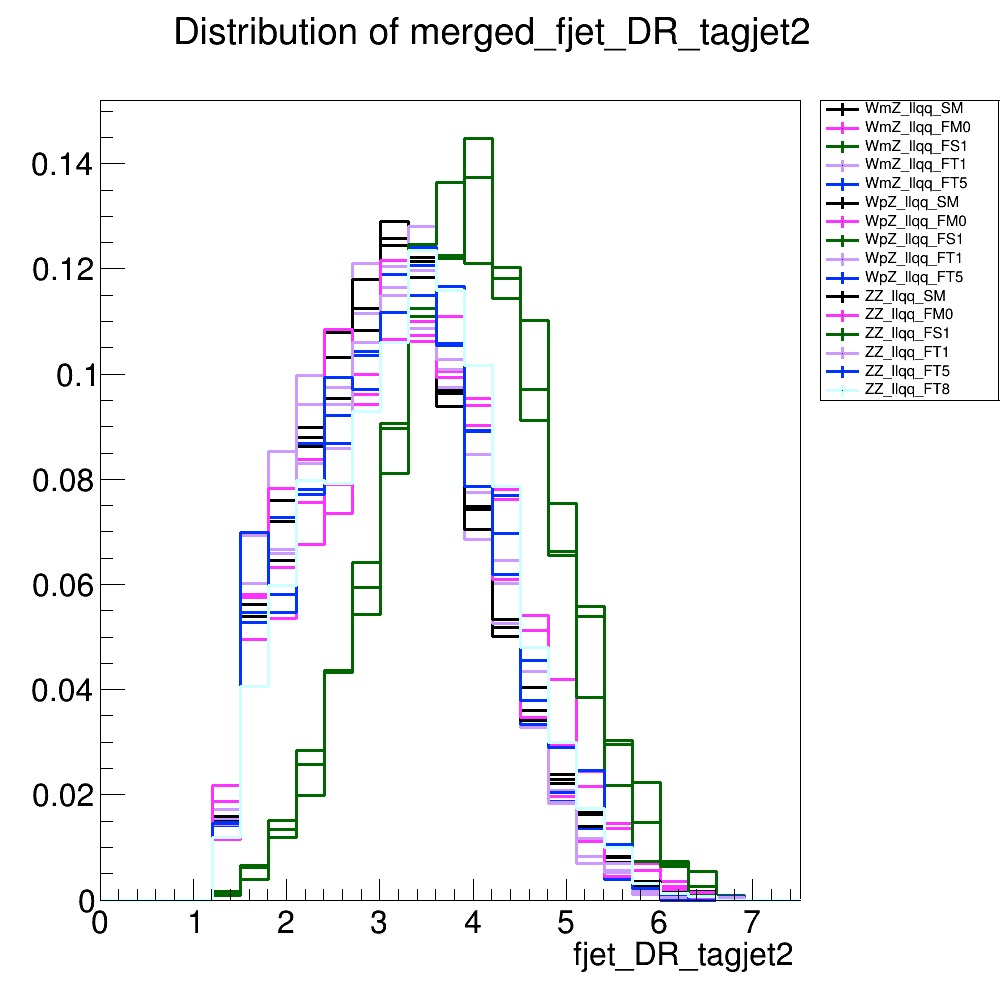 Distribution of merged_fjet_DR_tagjet2
WmZ_llqq_SM
WmZ_llqq_FM0
WmZ_llqq_FS1
WmZ_llqq_FT1
WmZ_llqq_FT5
WpZ_llqq_SM
WpZ_llqq_FM0
WpZ_llqq_FS1
WpZ_llqq_FT1
WpZ_llqq_FT5
ZZ_llqq_SM
ZZ_llqq_FM0
ZZ_llqq_FS1
ZZ_llqq_FT1
ZZ_llqq_FT5
ZZ_llqq_FT8
0.14
0.12
0.1
0.08
0.06
0.04
0.02
0
0 1 2 3 4 5 6 7
fjet_DR_tagjet2